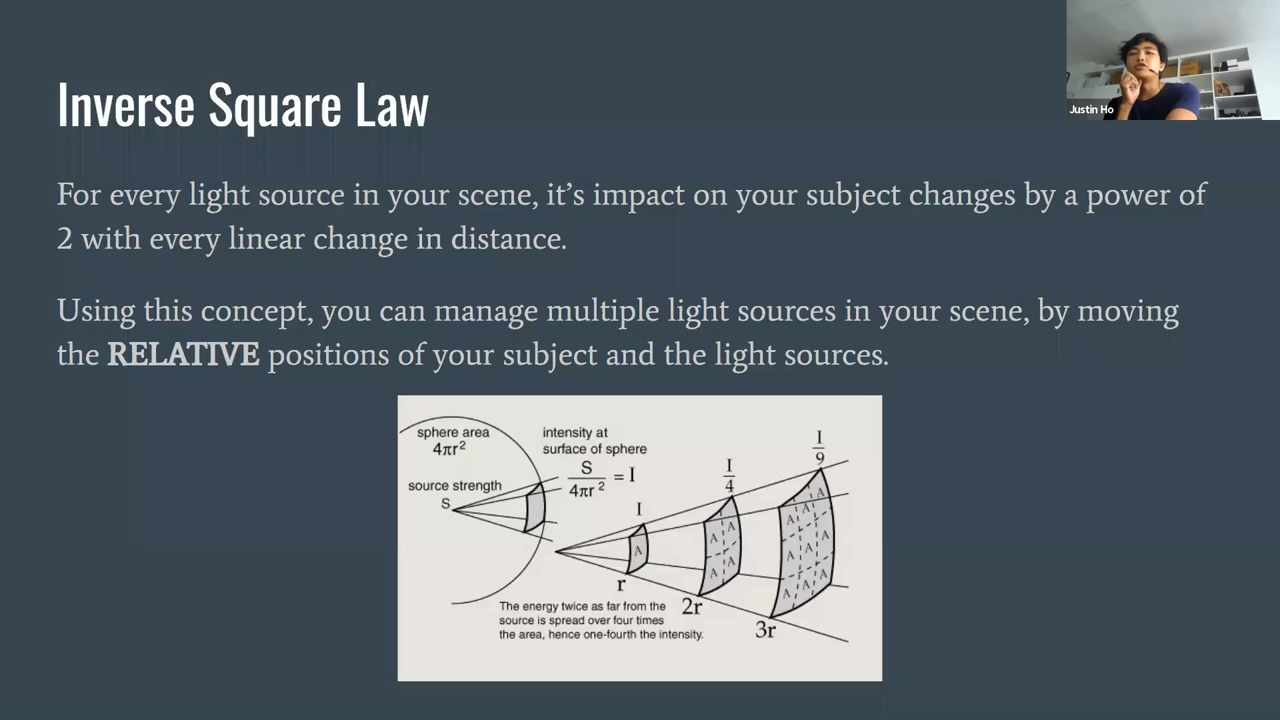 Inverse Square Law
Justin Ho
For every light source in your scene, it’s impact on your subject changes by a power of
2 with every linear change in distance.
Using this concept, you can manage multiple light sources in your scene, by moving
the RELATIVE positions of your subject and the light sources.
sphere area
4πr²
source strength
S
intensity at
surface of sphere
S
4πr² = I
I
I
4
I
9
A
A
A
A
A
A
A
A
A
A
A
A
A
A
r
2r
3r
The energy twice as far from the
source is spread over four times
the area, hence one-fourth the intensity.